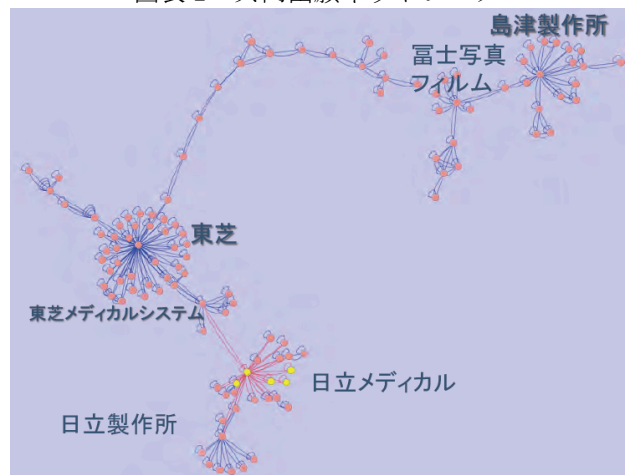 島津製作所
冨士写真
フィルム
東芝
東芝メディカルシステム
日立メディカル
日立製作所